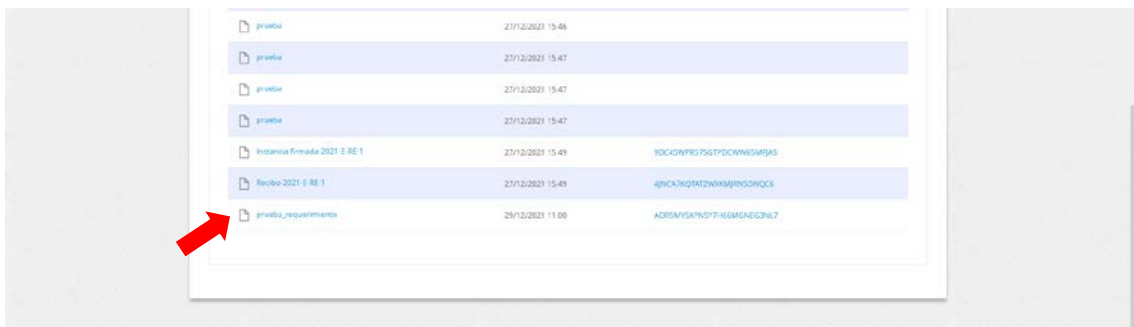 prueba 27/12/2021 15:46
prueba 27/12/2021 15:47
prueba 27/12/2021 15:47
prueba 27/12/2021 15:47
Instancia firmada-2021-E-RE-1 27/12/2021 15:49
Recibo-2021-E-RE-1 27/12/2021 15:49
prueba_requerimiento 29/12/2021 11:00